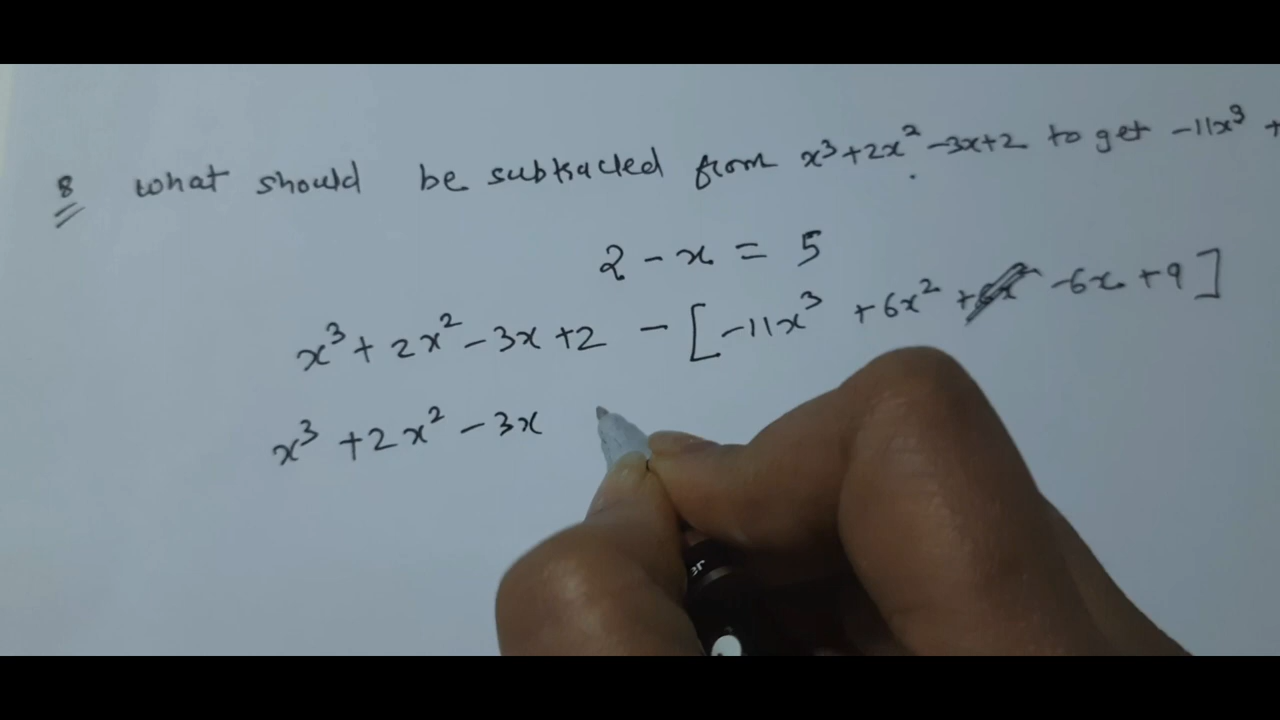 8 what should be subtracted from x³+2x²-3x+2 to get -11x³ +
2 - x = 5
x³ + 2x² - 3x + 2 - [-11x³ + 6x² + -6x + 9]
x³ + 2x² - 3x
er